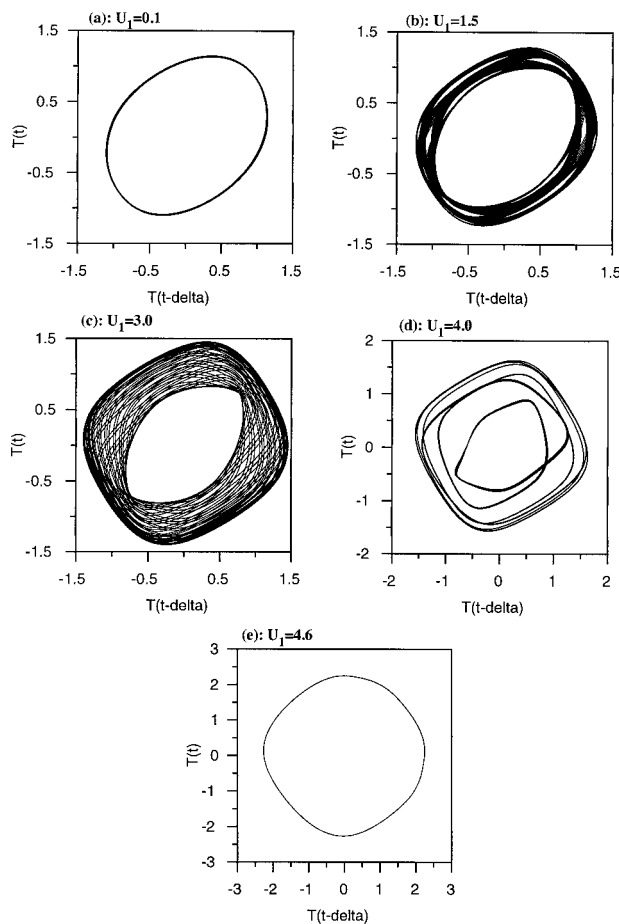 (a): U1=0.1
1.5
0.5
-0.5
-1.5
T(t)
-1.5 -0.5 0.5 1.5
T(t-delta)
(b): U1=1.5
1.5
0.5
-0.5
-1.5
T(t)
-1.5 -0.5 0.5 1.5
T(t-delta)
(c): U1=3.0
1.5
0.5
-0.5
-1.5
T(t)
-1.5 -0.5 0.5 1.5
T(t-delta)
(d): U1=4.0
2
1
0
-1
-2
T(t)
-2 -1 0 1 2
T(t-delta)
(e): U1=4.6
3
2
1
0
-1
-2
-3
T(t)
-3 -2 -1 0 1 2 3
T(t-delta)